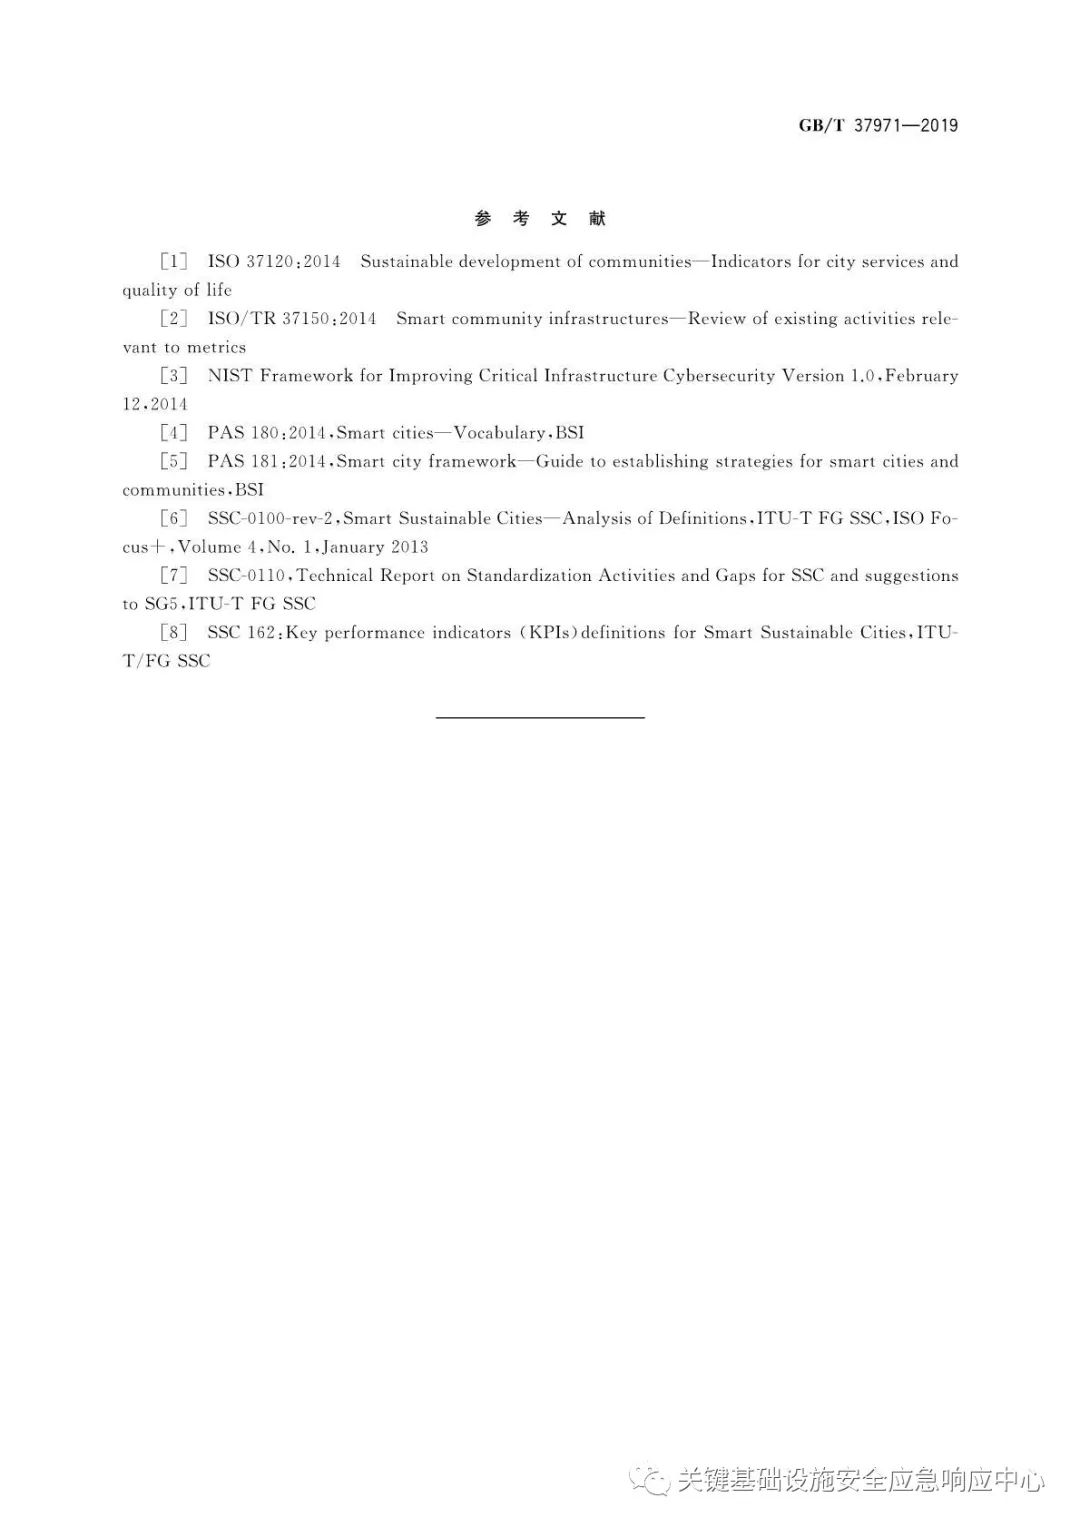 GB/T 37971—2019
参 考 文 献
[1] ISO 37120:2014 Sustainable development of communities—Indicators for city services and
quality of life
[2] ISO/TR 37150:2014 Smart community infrastructures—Review of existing activities rele-
vant to metrics
[3] NIST Framework for Improving Critical Infrastructure Cybersecurity Version 1.0,February
12,2014
[4] PAS 180:2014,Smart cities—Vocabulary,BSI
[5] PAS 181:2014,Smart city framework—Guide to establishing strategies for smart cities and
communities,BSI
[6] SSC-0100-rev-2,Smart Sustainable Cities—Analysis of Definitions,ITU-T FG SSC,ISO Fo-
cus+,Volume 4,No. 1,January 2013
[7] SSC-0110,Technical Report on Standardization Activities and Gaps for SSC and suggestions
to SG5,ITU-T FG SSC
[8] SSC 162:Key performance indicators (KPIs)definitions for Smart Sustainable Cities,ITU-
T/FG SSC
关键基础设施安全应急响应中心